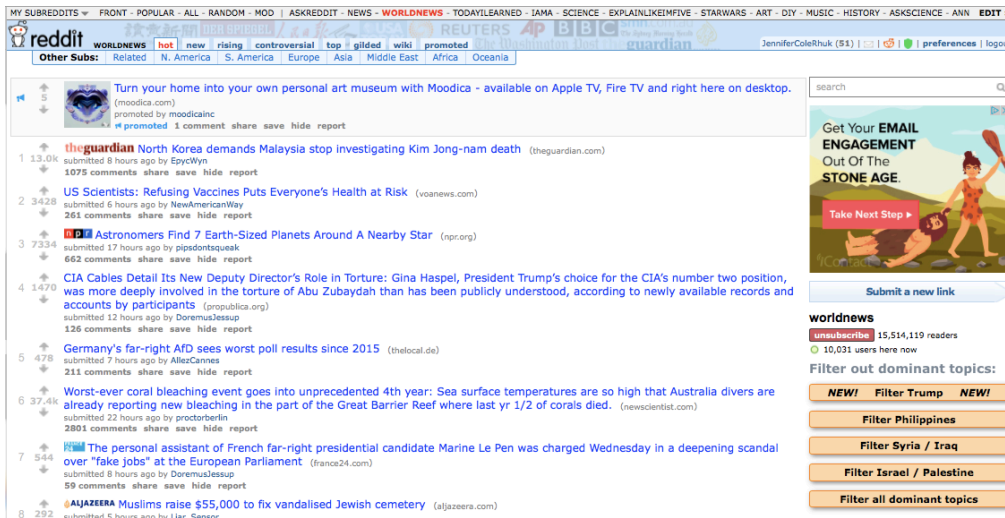 MY SUBREDDITS FRONT - POPULAR - ALL - RANDOM - MOD | ASKREDDIT - NEWS - WORLDNEWS - TODAYILEARNED - IAMA - SCIENCE - EXPLAINLIKEIMFIVE - STARWARS - ART - DIY - MUSIC - HISTORY - ASKSCIENCE - ANN EDIT
reddit WORLDNEWS hot new rising controversial top gilded wiki promoted
REUTERS AP BBC
The Washington Post the guardian
JenniferColeRhuk (51) | | | | preferences | logou
Other Subs: Related N. America S. America Europe Asia Middle East Africa Oceania
5
Turn your home into your own personal art museum with Moodica - available on Apple TV, Fire TV and right here on desktop.
(moodica.com)
promoted by moodicainc
promoted 1 comment share save hide report
1 13.0k
theguardian North Korea demands Malaysia stop investigating Kim Jong-nam death (theguardian.com)
submitted 8 hours ago by EpycWyn
1075 comments share save hide report
2 3428
US Scientists: Refusing Vaccines Puts Everyone's Health at Risk (voanews.com)
submitted 6 hours ago by NewAmericanWay
261 comments share save hide report
3 7334
npr Astronomers Find 7 Earth-Sized Planets Around A Nearby Star (npr.org)
submitted 17 hours ago by pipsdontsqueak
662 comments share save hide report
4 1470
CIA Cables Detail Its New Deputy Director's Role in Torture: Gina Haspel, President Trump's choice for the CIA's number two position,
was more deeply involved in the torture of Abu Zubaydah than has been publicly understood, according to newly available records and
accounts by participants (propublica.org)
submitted 12 hours ago by DoremusJessup
126 comments share save hide report
5 478
Germany's far-right AfD sees worst poll results since 2015 (thelocal.de)
submitted 7 hours ago by AllezCannes
211 comments share save hide report
6 37.4k
Worst-ever coral bleaching event goes into unprecedented 4th year: Sea surface temperatures are so high that Australia divers are
already reporting new bleaching in the part of the Great Barrier Reef where last yr 1/2 of corals died. (newscientist.com)
submitted 22 hours ago by proctorberlin
2801 comments share save hide report
7 544
The personal assistant of French far-right presidential candidate Marine Le Pen was charged Wednesday in a deepening scandal
over "fake jobs" at the European Parliament (france24.com)
submitted 8 hours ago by DoremusJessup
59 comments share save hide report
8 292
ALJAZEERA Muslims raise $55,000 to fix vandalised Jewish cemetery (aljazeera.com)
submitted 5 hours ago by Liar_Sensor
search
Get Your EMAIL
ENGAGEMENT
Out Of The
STONE AGE.
Take Next Step
iContact
Submit a new link
worldnews
unsubscribe 15,514,119 readers
10,031 users here now
Filter out dominant topics:
NEW! Filter Trump NEW!
Filter Philippines
Filter Syria / Iraq
Filter Israel / Palestine
Filter all dominant topics